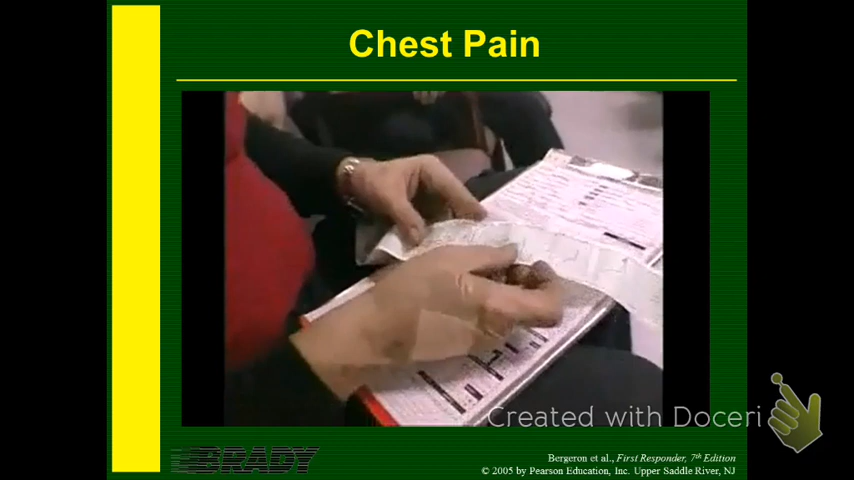 Chest Pain
Created with Doceri
BRADY
Bergeron et al., First Responder, 7th Edition
© 2005 by Pearson Education, Inc. Upper Saddle River, NJ